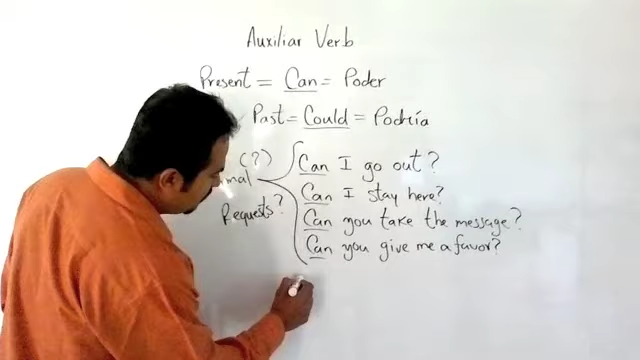 Auxiliar Verb
Present = Can = Poder
Past = Could = Podría
(?)
Requests?
Can I go out?
Can I stay here?
Can you take the message?
Can you give me a favor?